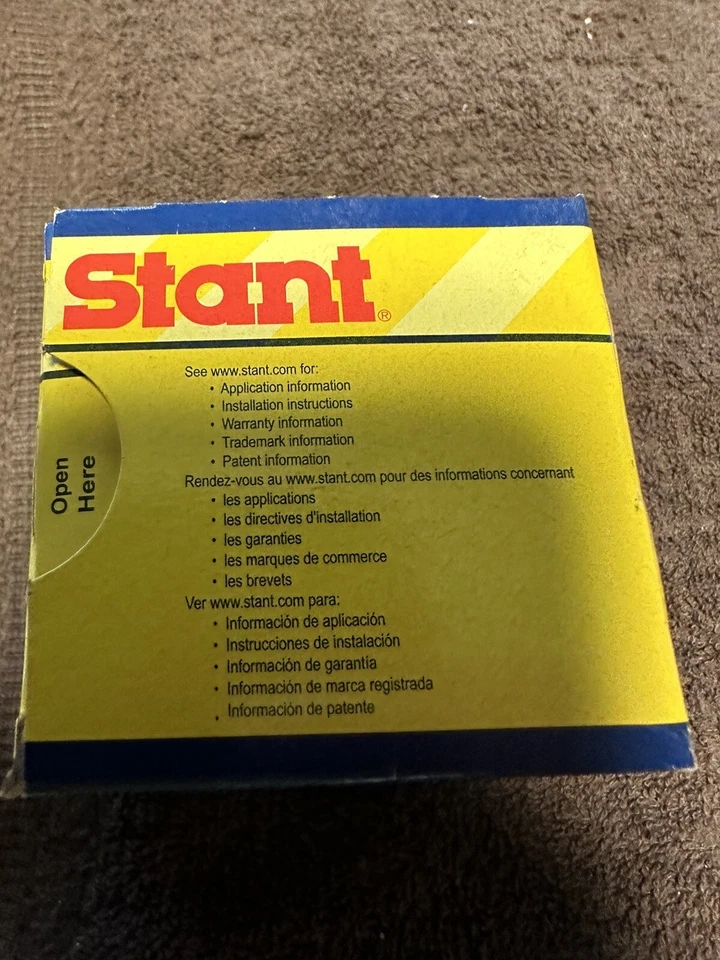 Stant®
Open
Here
See www.stant.com for:
• Application information
• Installation instructions
• Warranty information
• Trademark information
• Patent information
Rendez-vous au www.stant.com pour des informations concernant
• les applications
• les directives d'installation
• les garanties
• les marques de commerce
• les brevets
Ver www.stant.com para:
• Información de aplicación
• Instrucciones de instalación
• Información de garantía
• Información de marca registrada
• Información de patente